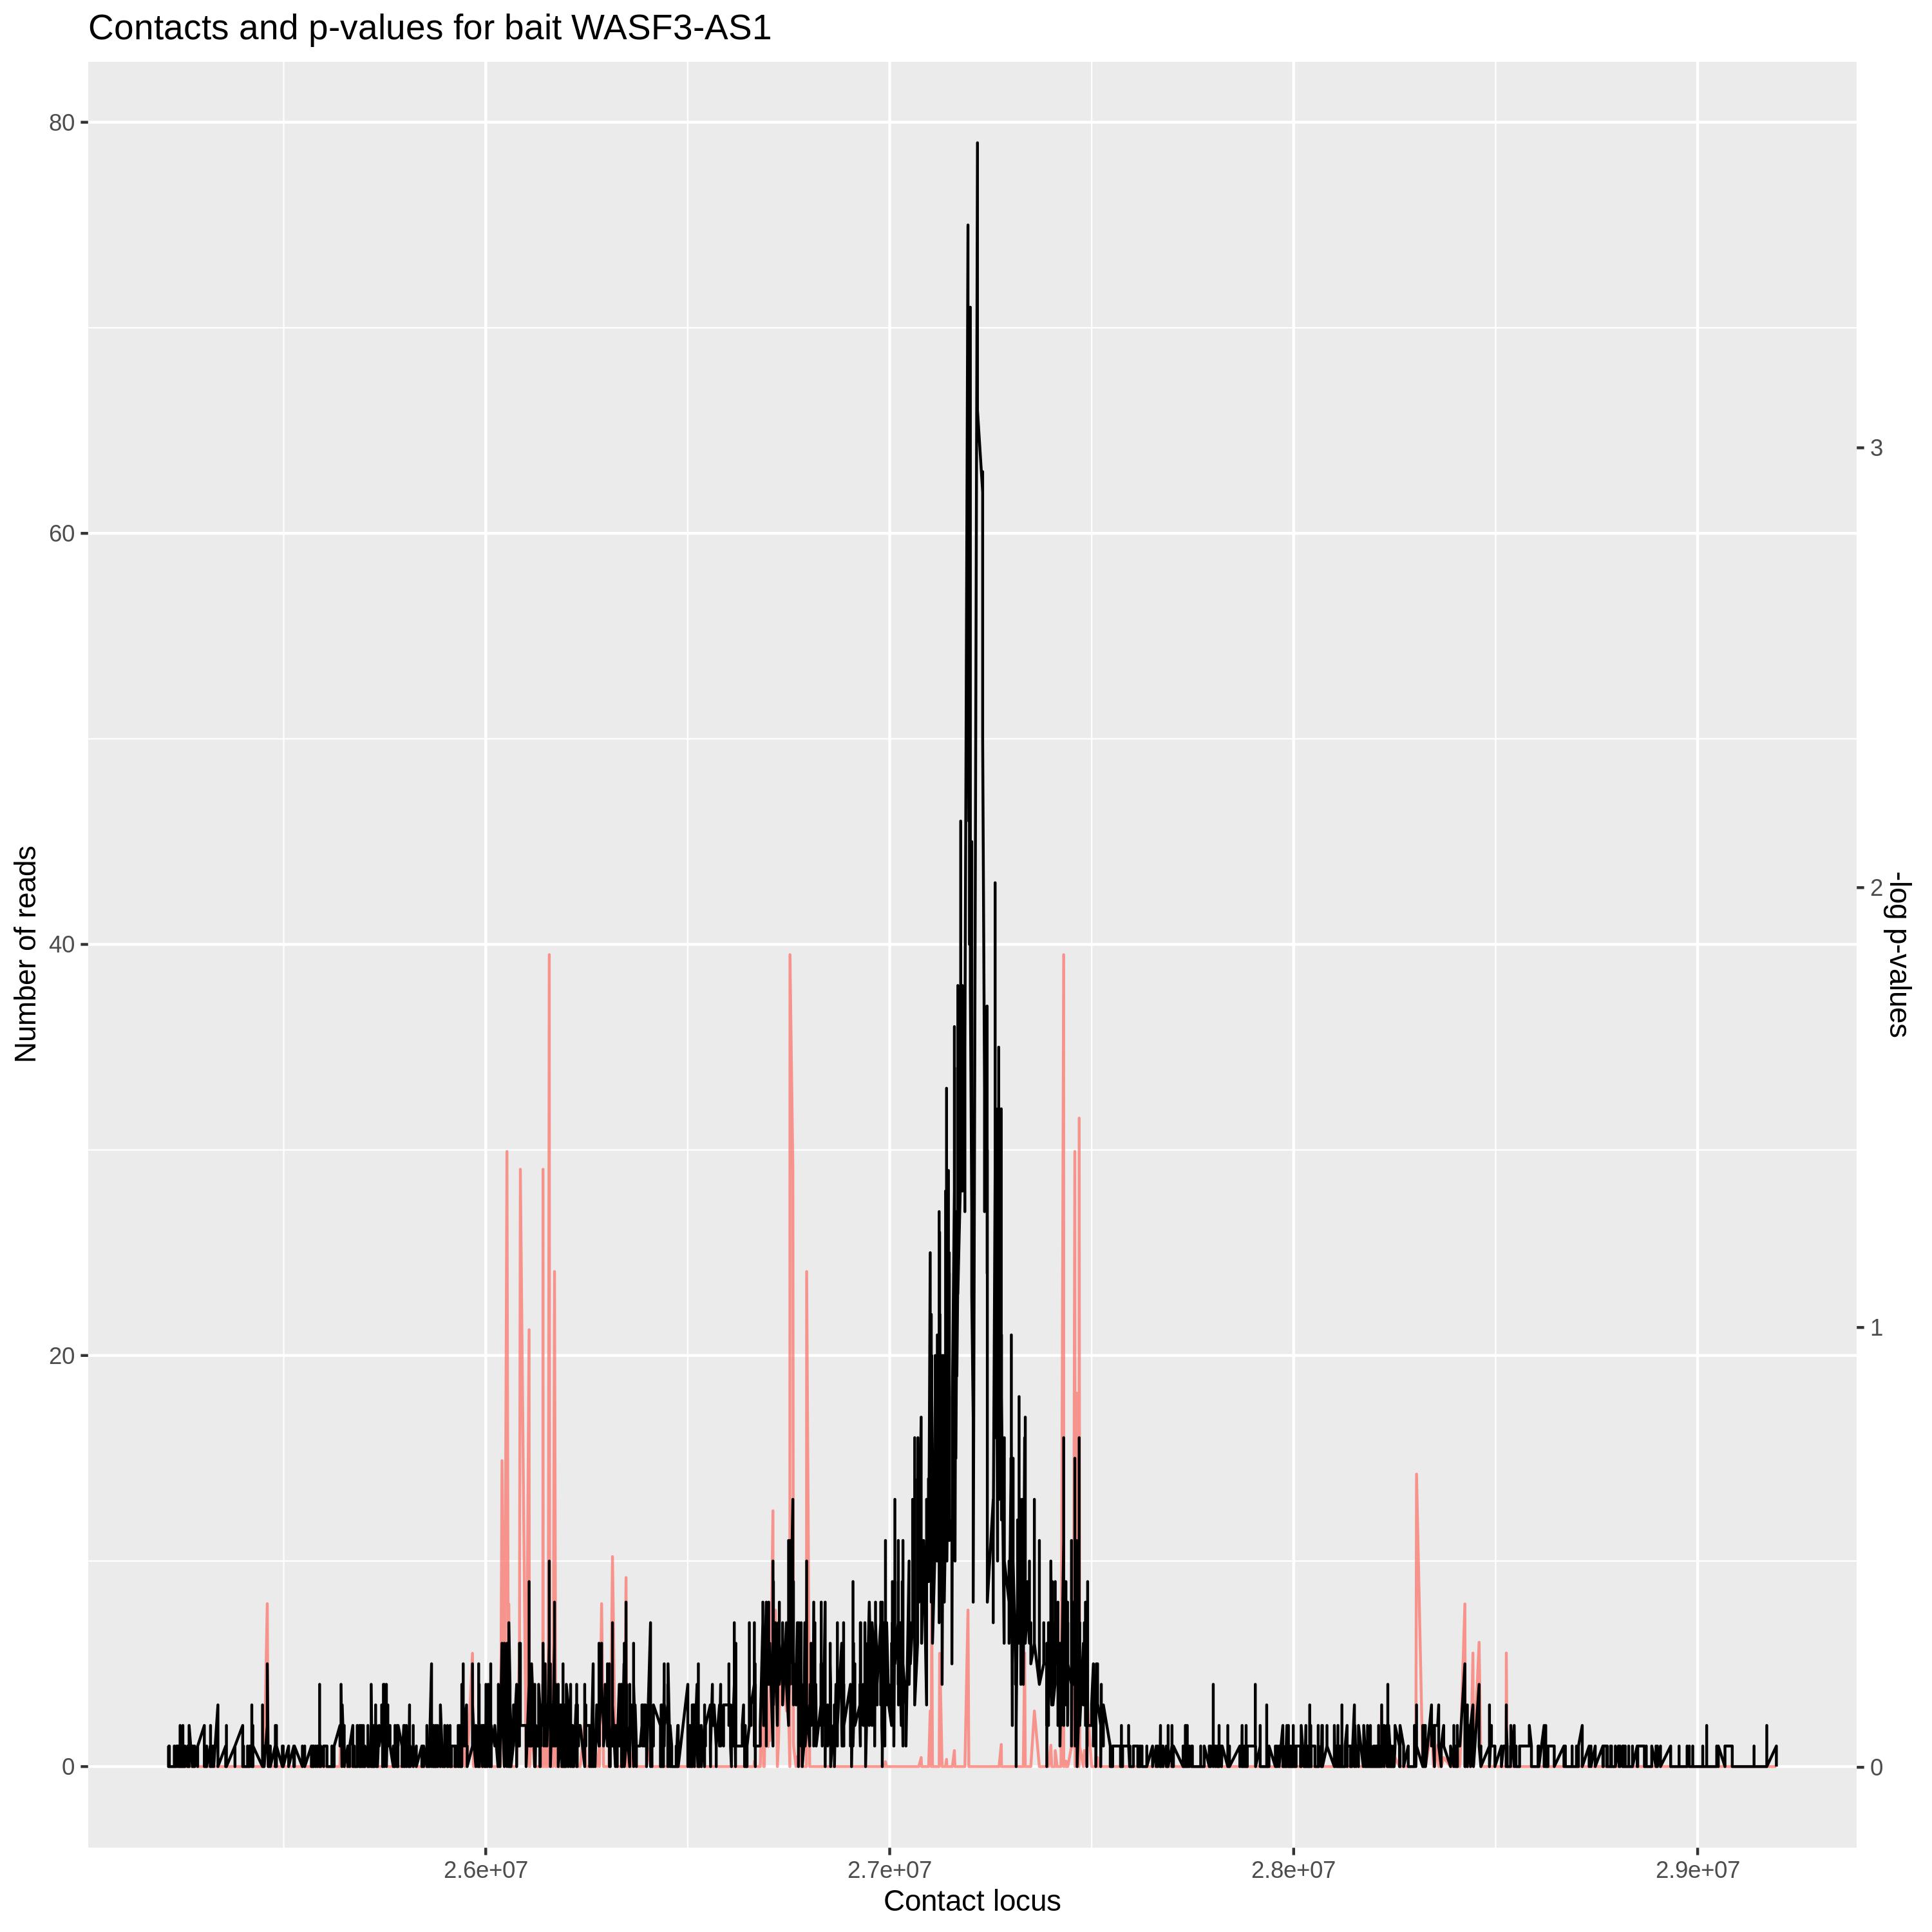 Contacts and p-values for bait WASF3-AS1
80
60
40
20
0
Number of reads
3
2
1
0
-log p-values
2.6e+07
2.7e+07
2.8e+07
2.9e+07
Contact locus